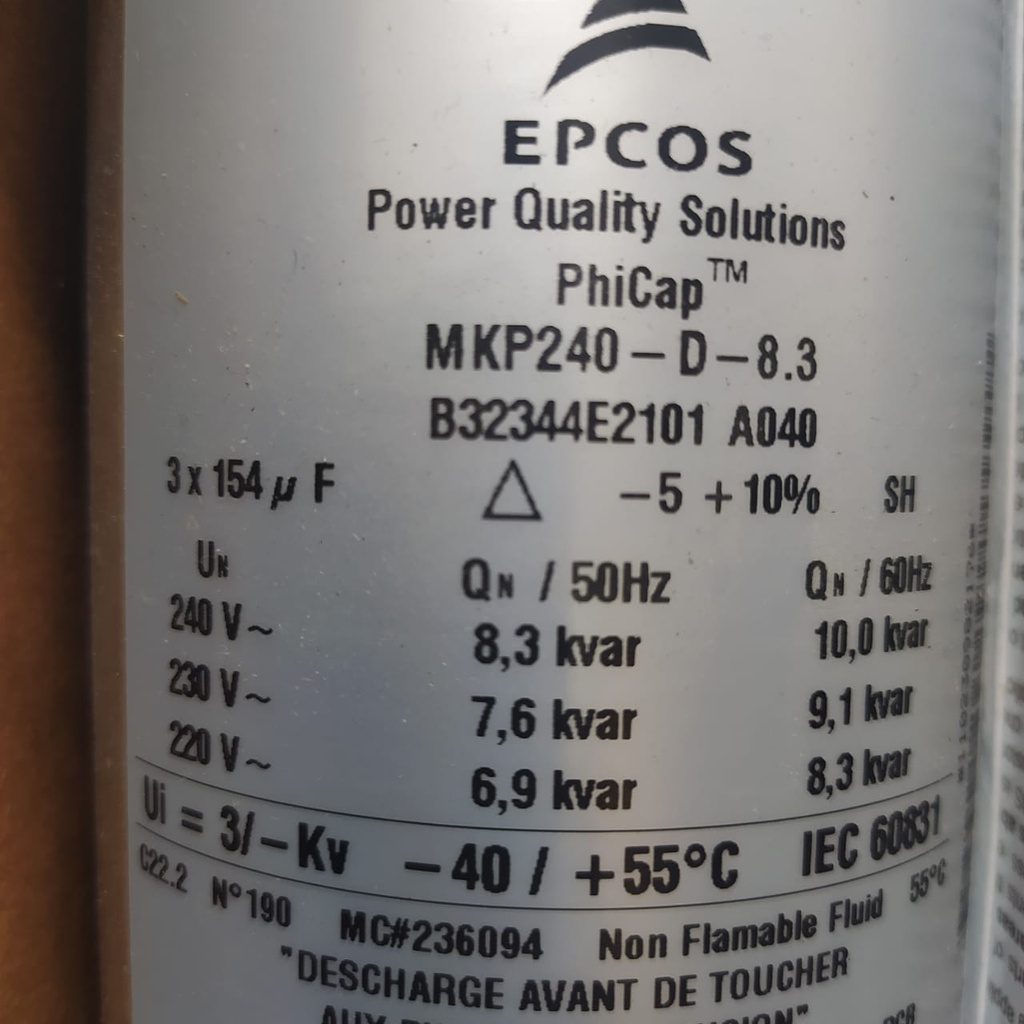 EPCOS
Power Quality Solutions
PhiCap™
MKP240 – D – 8.3
B32344E2101 A040
3 x 154 µ F △ –5 +10% SH
UN QN / 50Hz QN / 60Hz
240 V~ 8,3 kvar 10,0 kvar
230 V~ 7,6 kvar 9,1 kvar
220 V~ 6,9 kvar 8,3 kvar
Ui = 3/–Kv –40 / +55°C IEC 60831
C22.2 N°190 MC#236094 Non Flamable Fluid 55°C
"DESCHARGE AVANT DE TOUCHER
AUX